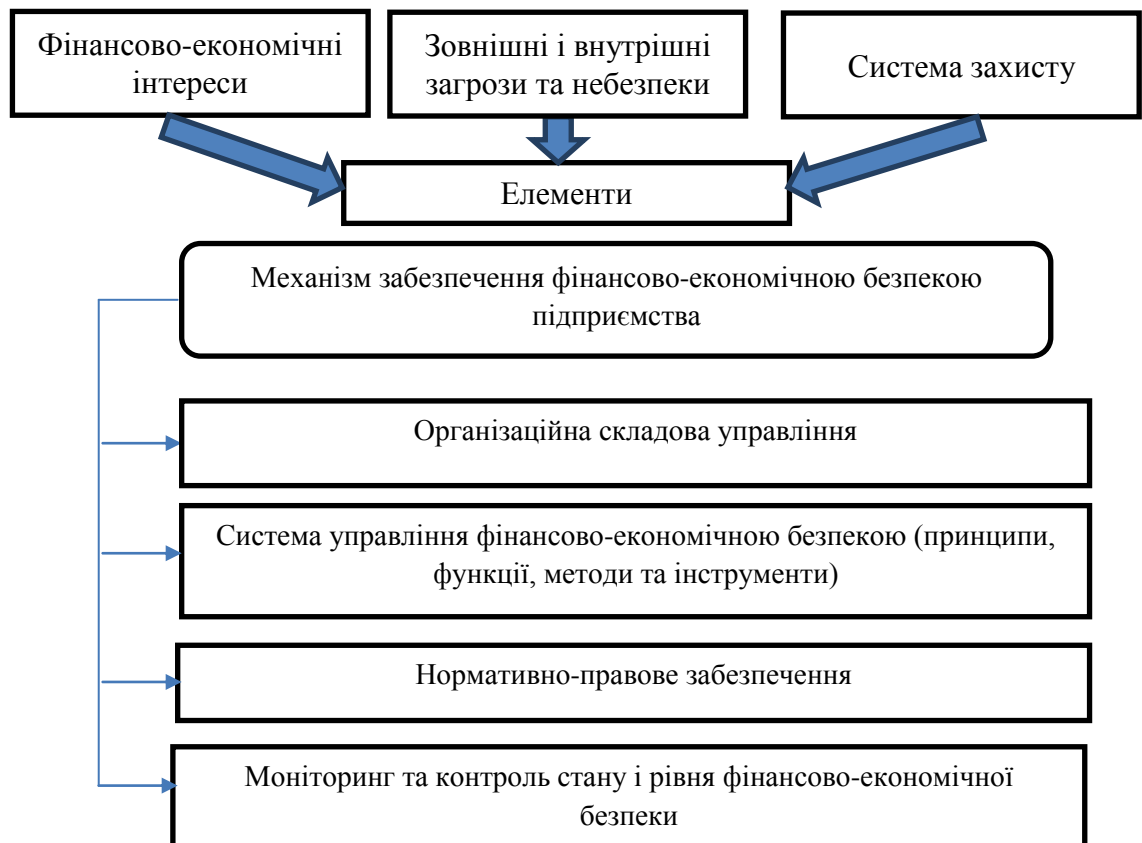 Фінансово-економічні
інтереси
Зовнішні і внутрішні
загрози та небезпеки
Система захисту
Елементи
Механізм забезпечення фінансово-економічною безпекою
підприємства
Організаційна складова управління
Система управління фінансово-економічною безпекою (принципи,
функції, методи та інструменти)
Нормативно-правове забезпечення
Моніторинг та контроль стану і рівня фінансово-економічної
безпеки